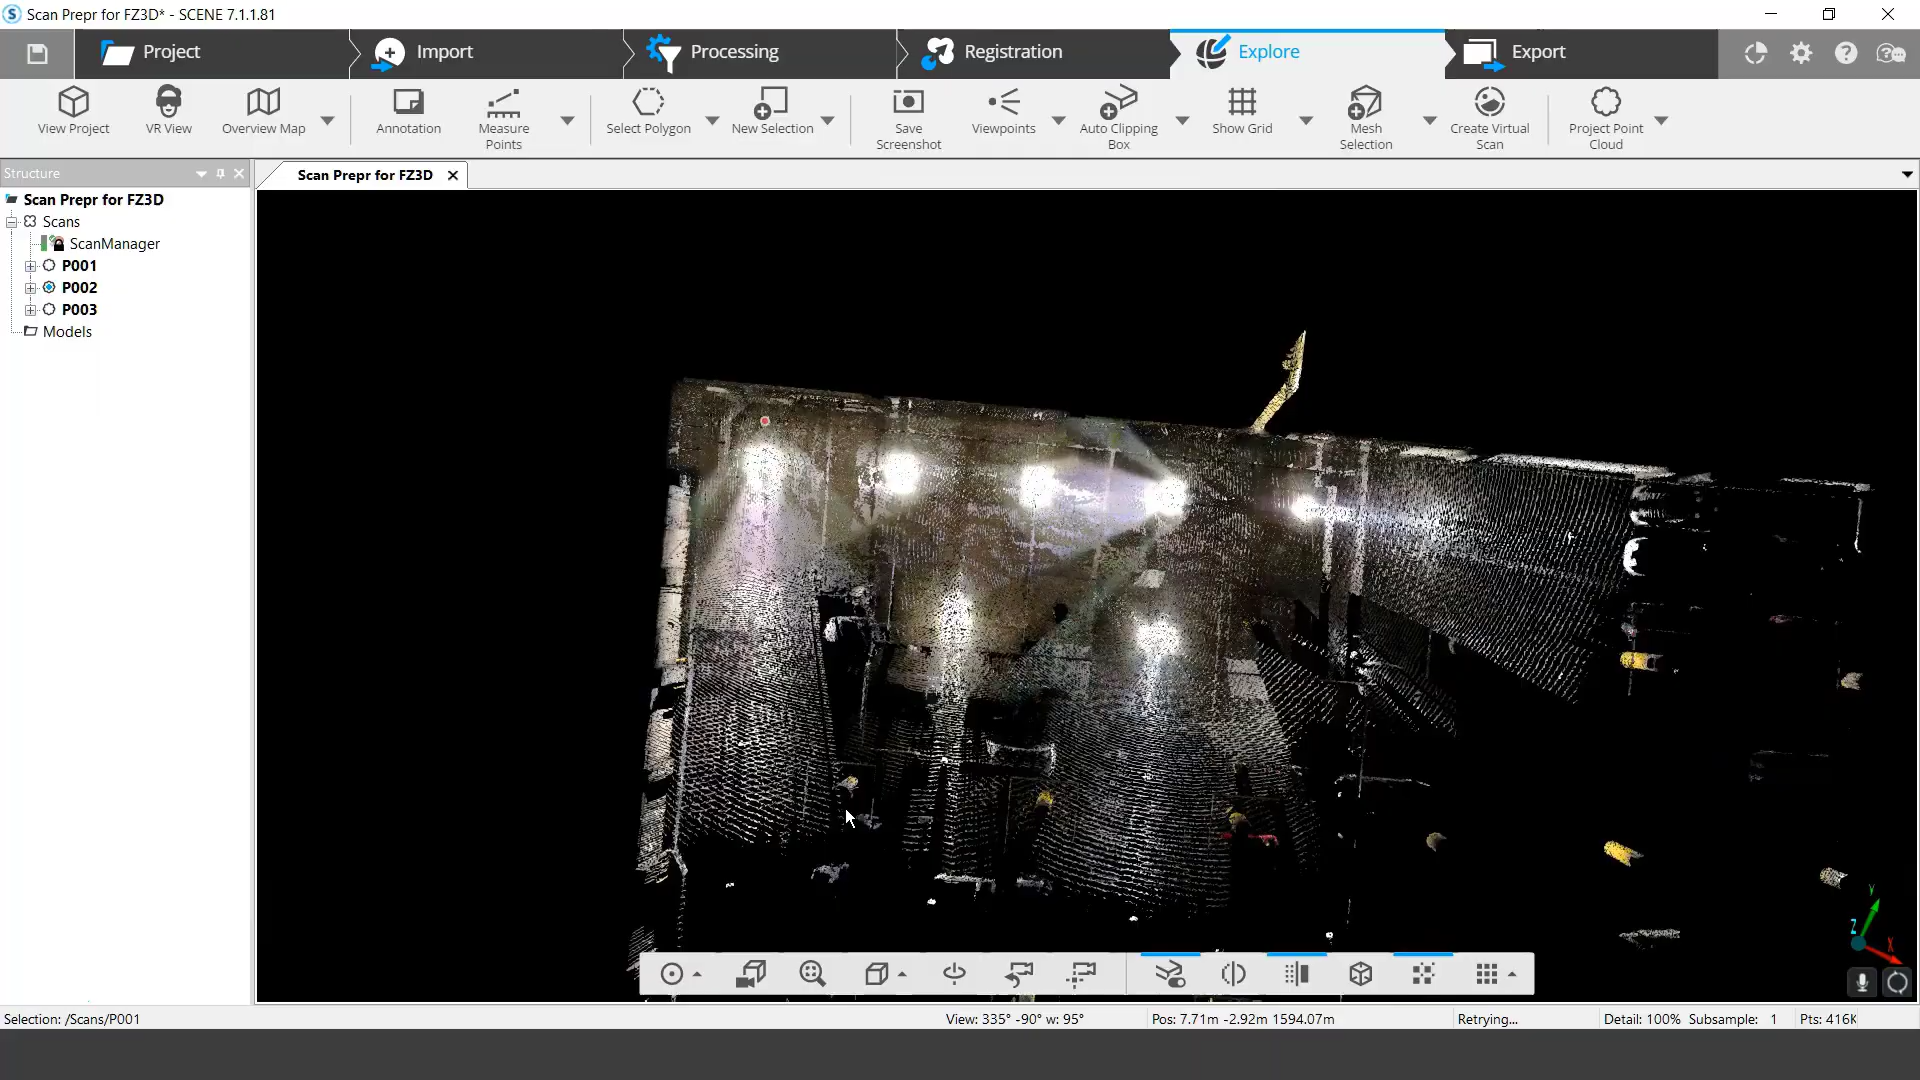 Scan Prepr for FZ3D* - SCENE 7.1.1.81
Project
Import
Processing
Registration
Explore
Export
View Project
VR View
Overview Map
Annotation
Measure
Points
Select Polygon
New Selection
Save
Screenshot
Viewpoints
Auto Clipping
Box
Show Grid
Mesh
Selection
Create Virtual
Scan
Project Point
Cloud
Structure
Scan Prepr for FZ3D
Scan Prepr for FZ3D
Scans
ScanManager
P001
P002
P003
Models
Y
Z
X
Selection: /Scans/P001
View: 335° -90° w: 95°
Pos: 7.71m -2.92m 1594.07m
Retrying...
Detail: 100% Subsample: 1
Pts: 416K